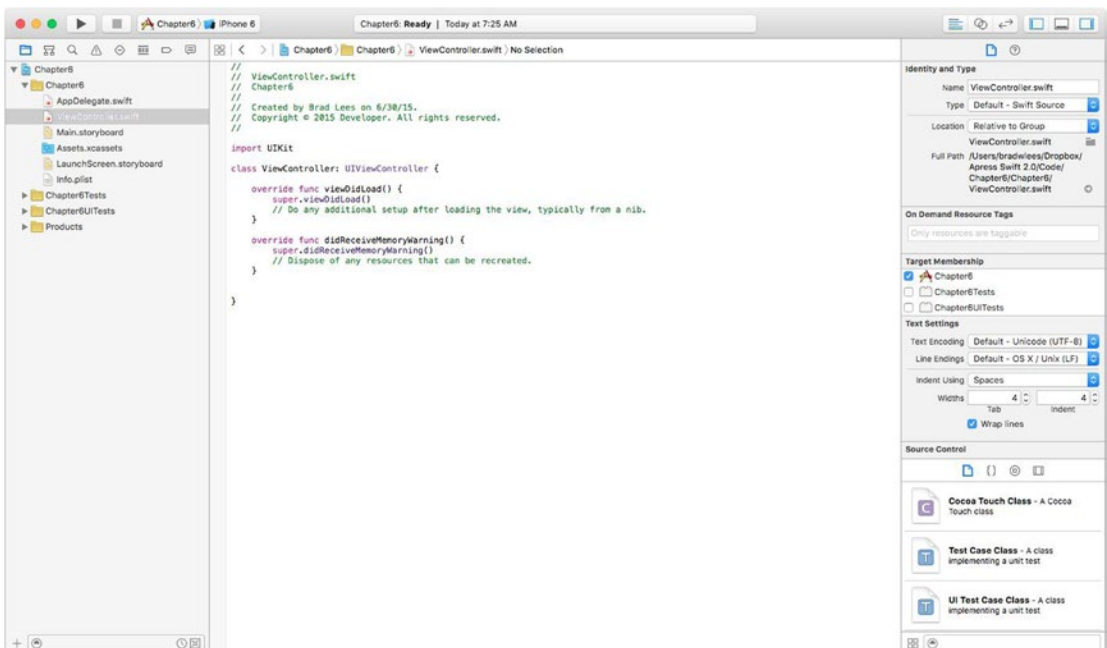 Chapter6 〉 iPhone 6
Chapter6: Ready | Today at 7:25 AM
Chapter6 〉 Chapter6 〉 ViewController.swift 〉 No Selection
Chapter6
Chapter6
AppDelegate.swift
ViewController.swift
Main.storyboard
Assets.xcassets
LaunchScreen.storyboard
Info.plist
Chapter6Tests
Chapter6UITests
Products
//
//  ViewController.swift
//  Chapter6
//
//  Created by Brad Lees on 6/30/15.
//  Copyright © 2015 Developer. All rights reserved.
//
import UIKit
class ViewController: UIViewController {
    override func viewDidLoad() {
        super.viewDidLoad()
        // Do any additional setup after loading the view, typically from a nib.
    }
    override func didReceiveMemoryWarning() {
        super.didReceiveMemoryWarning()
        // Dispose of any resources that can be recreated.
    }
}
Identity and Type
Name ViewController.swift
Type Default - Swift Source
Location Relative to Group
ViewController.swift
Full Path /Users/bradwlees/Dropbox/
Apress Swift 2.0/Code/
Chapter6/Chapter6/
ViewController.swift
On Demand Resource Tags
Only resources are taggable
Target Membership
Chapter6
Chapter6Tests
Chapter6UITests
Text Settings
Text Encoding Default - Unicode (UTF-8)
Line Endings Default - OS X / Unix (LF)
Indent Using Spaces
Widths 4 4
Tab Indent
Wrap lines
Source Control
{}
C
Cocoa Touch Class - A Cocoa
Touch class
T
Test Case Class - A class
implementing a unit test
T
UI Test Case Class - A class
implementing a unit test